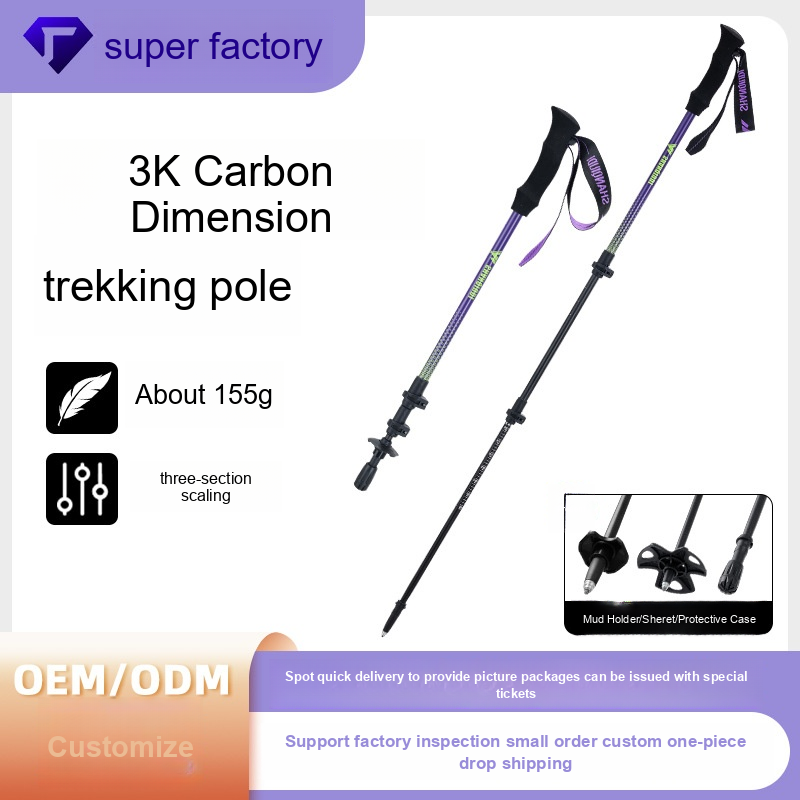 super factory
3K Carbon
Dimension
trekking pole
About 155g
three-section
scaling
SHANGUNDI
SHANGUNDI
Mud Holder/Sheret/Protective Case
OEM/ODM
Customize
Spot quick delivery to provide picture packages can be issued with special
tickets
Support factory inspection small order custom one-piece
drop shipping